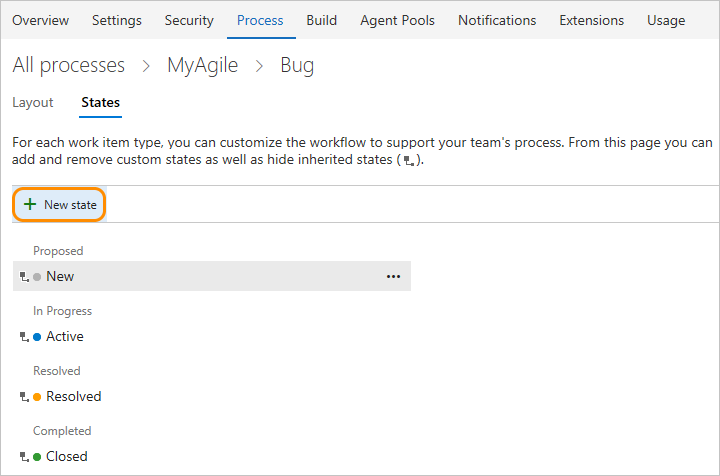 Overview Settings Security Process Build Agent Pools Notifications Extensions Usage
All processes > MyAgile > Bug
Layout States
For each work item type, you can customize the workflow to support your team's process. From this page you can
add and remove custom states as well as hide inherited states ( ).
+ New state
Proposed
New ...
In Progress
Active
Resolved
Resolved
Completed
Closed